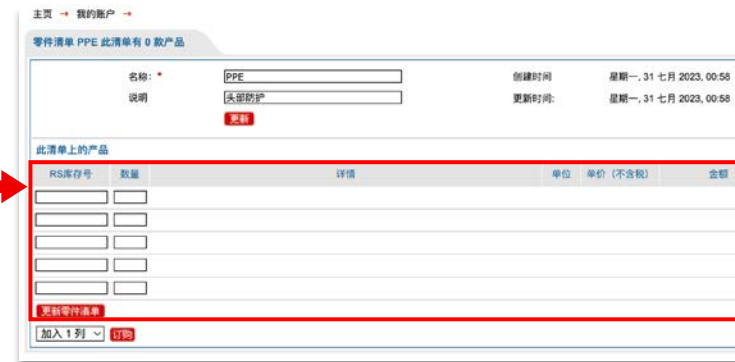 主页 → 我的账户 →
零件清单 PPE 此清单有 0 款产品
名称: * PPE 创建时间 星期一, 31 七月 2023, 00:58
说明 头部防护 更新时间: 星期一, 31 七月 2023, 00:58
更新
此清单上的产品
RS库存号 数量 详情 单位 单价（不含税） 金额
更新零件清单
加入 1 列 订购